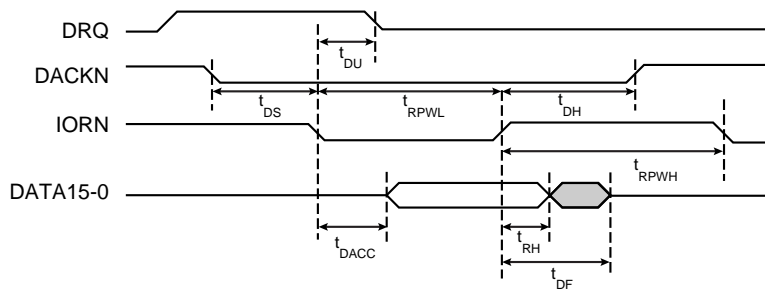 DRQ
tDU
DACKN
tDS
tRPWL
tDH
IORN
tRPWH
DATA15-0
tDACC
tRH
tDF